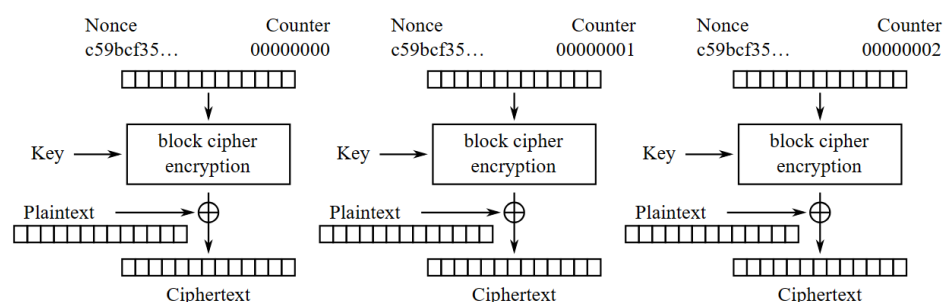 Nonce Counter Nonce Counter Nonce Counter
c59bcf35… 00000000 c59bcf35… 00000001 c59bcf35… 00000002
Key block cipher encryption Key block cipher encryption Key block cipher encryption
Plaintext Plaintext Plaintext
Ciphertext Ciphertext Ciphertext